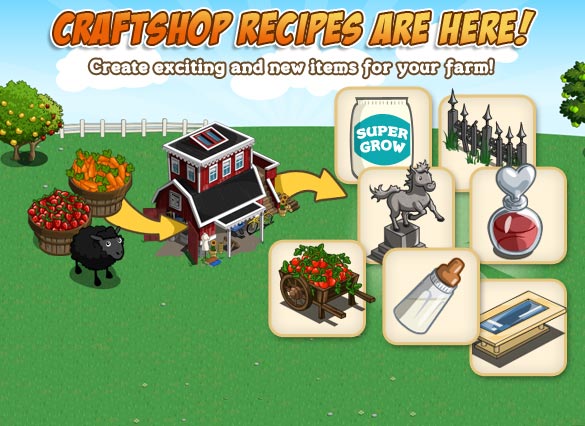 CRAFTSHOP RECIPES ARE HERE!
Create exciting and new items for your farm!
SUPER
GROW